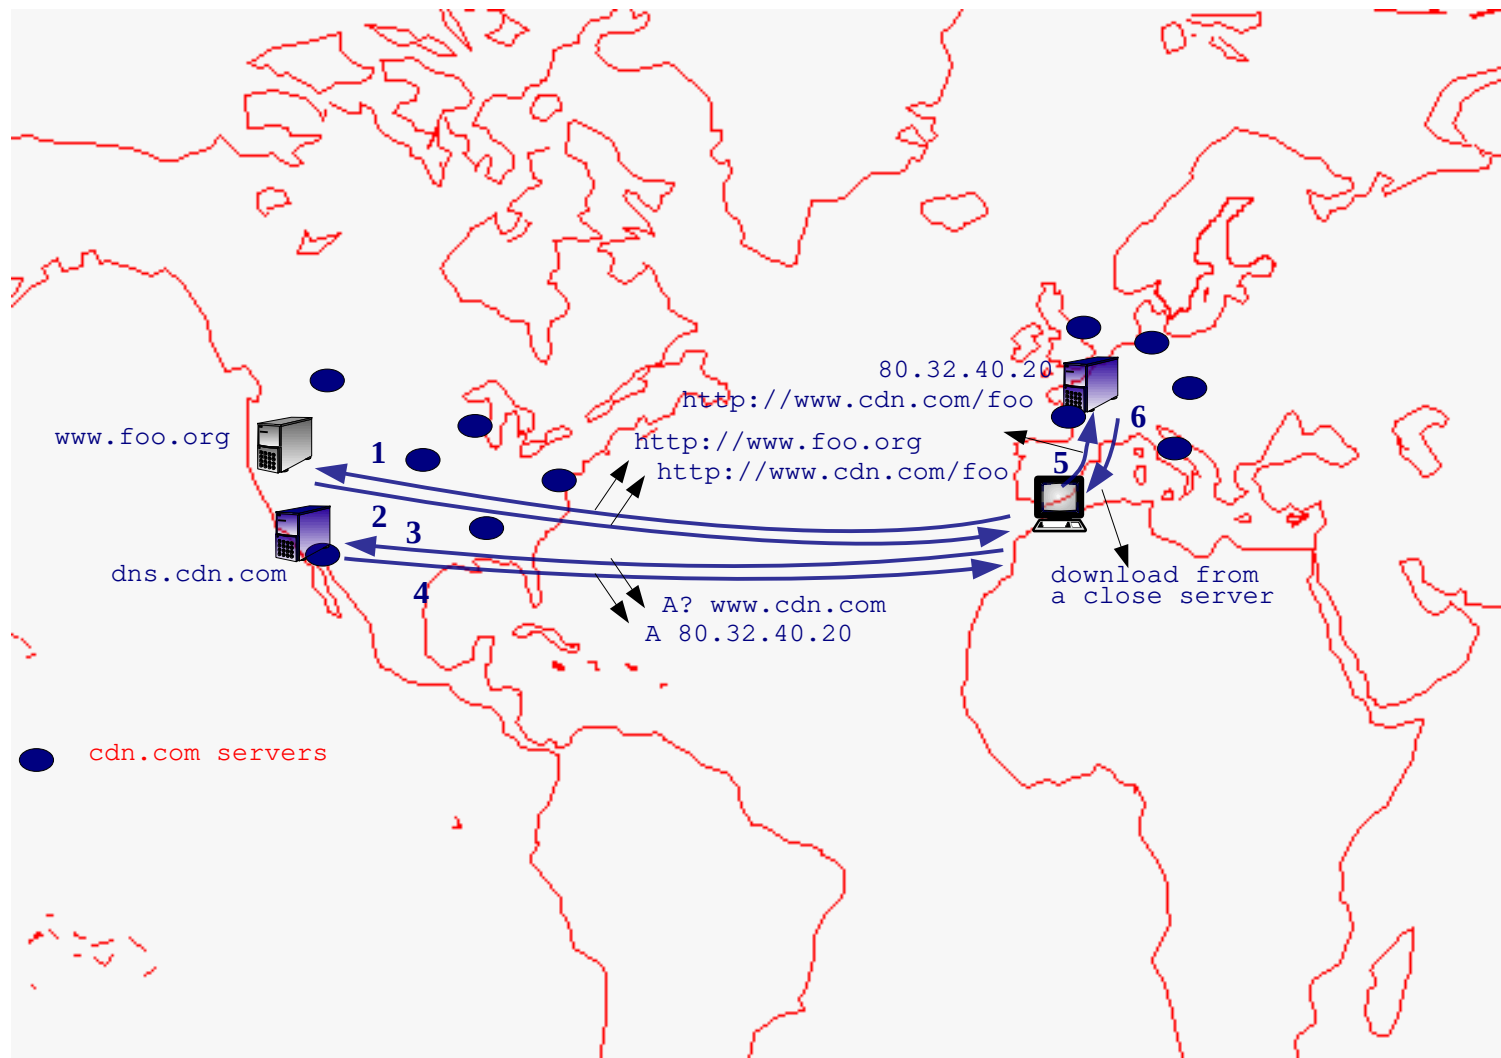 80.32.40.20
http://www.cdn.com/foo
6
www.foo.org
1
http://www.foo.org
http://www.cdn.com/foo
5
2
3
dns.cdn.com
4
download from
a close server
A? www.cdn.com
A 80.32.40.20
cdn.com servers